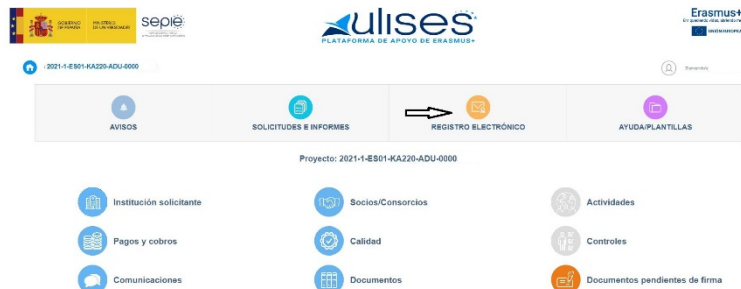 GOBIERNO DE ESPAÑA
MINISTERIO DE UNIVERSIDADES
sepie
ulises
PLATAFORMA DE APOYO DE ERASMUS+
Erasmus+
2021-1-ES01-KA220-ADU-0000
Bienvenido/a
AVISOS
SOLICITUDES E INFORMES
REGISTRO ELECTRÓNICO
AYUDA/PLANTILLAS
Proyecto: 2021-1-ES01-KA220-ADU-0000
Institución solicitante
Socios/Consorcios
Actividades
Pagos y cobros
Calidad
Controles
Comunicaciones
Documentos
Documentos pendientes de firma